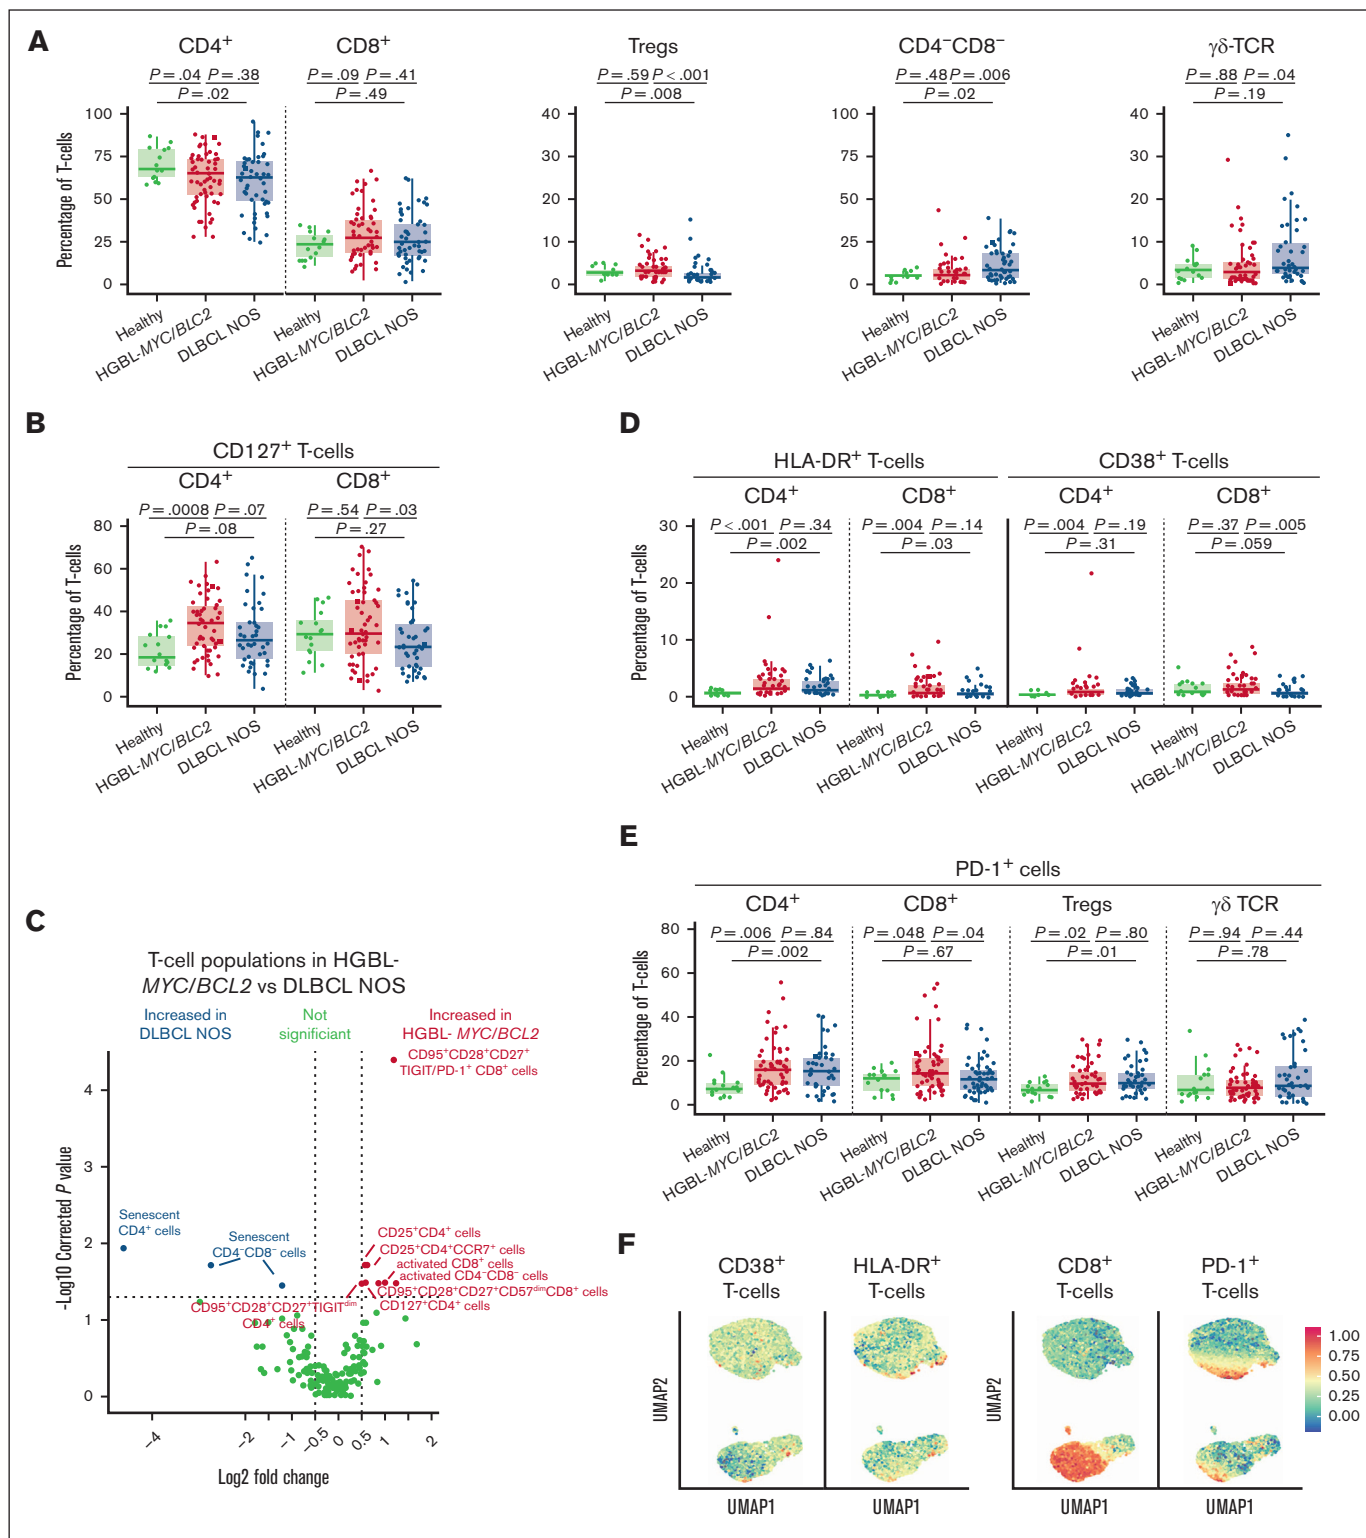 A
CD4+ CD8+ Tregs CD4−CD8− γδ-TCR
P = .04 P = .38 P = .09 P = .41 P = .59 P < .001 P = .48 P = .006 P = .88 P = .04
P = .02 P = .49 P = .008 P = .02 P = .19
Percentage of T-cells
100 75 50 25 0
40 30 20 10 0
100 75 50 25 0
40 30 20 10 0
Healthy HGBL-MYC/BLC2 DLBCL NOS Healthy HGBL-MYC/BLC2 DLBCL NOS Healthy HGBL-MYC/BLC2 DLBCL NOS Healthy HGBL-MYC/BLC2 DLBCL NOS Healthy HGBL-MYC/BLC2 DLBCL NOS
B
CD127+ T-cells
CD4+ CD8+
P = .0008 P = .07 P = .54 P = .03
P = .08 P = .27
Percentage of T-cells
80 60 40 20 0
Healthy HGBL-MYC/BLC2 DLBCL NOS Healthy HGBL-MYC/BLC2 DLBCL NOS
D
HLA-DR+ T-cells CD38+ T-cells
CD4+ CD8+ CD4+ CD8+
P < .001 P = .34 P = .004 P = .14 P = .004 P = .19 P = .37 P = .005
P = .002 P = .03 P = .31 P = .059
Percentage of T-cells
30 20 10 0
Healthy HGBL-MYC/BLC2 DLBCL NOS Healthy HGBL-MYC/BLC2 DLBCL NOS Healthy HGBL-MYC/BLC2 DLBCL NOS Healthy HGBL-MYC/BLC2 DLBCL NOS
C
T-cell populations in HGBL-
MYC/BCL2 vs DLBCL NOS
Increased in
DLBCL NOS
Not
significant
Increased in
HGBL- MYC/BCL2
CD95+CD28+CD27+
TIGIT/PD-1+ CD8+ cells
Senescent
CD4+ cells
Senescent
CD4−CD8− cells
CD25+CD4+ cells
CD25+CD4+CCR7+ cells
activated CD8+ cells
activated CD4−CD8− cells
CD95+CD28+CD27+CD57dimCD8+ cells
CD127+CD4+ cells
CD95+CD28+CD27+TIGITdim
CD4+ cells
-Log10 Corrected P value
4 3 2 1 0
−4 −2 −1 −0.5 0 0.5 1 2
Log2 fold change
E
PD-1+ cells
CD4+ CD8+ Tregs γδ TCR
P = .006 P = .84 P = .048 P = .04 P = .02 P = .80 P = .94 P = .44
P = .002 P = .67 P = .01 P = .78
Percentage of T-cells
80 60 40 20 0
Healthy HGBL-MYC/BLC2 DLBCL NOS Healthy HGBL-MYC/BLC2 DLBCL NOS Healthy HGBL-MYC/BLC2 DLBCL NOS Healthy HGBL-MYC/BLC2 DLBCL NOS
F
CD38+ HLA-DR+ CD8+ PD-1+
T-cells T-cells T-cells T-cells
UMAP2 UMAP2
1.00
0.75
0.50
0.25
0.00
UMAP1 UMAP1 UMAP1 UMAP1